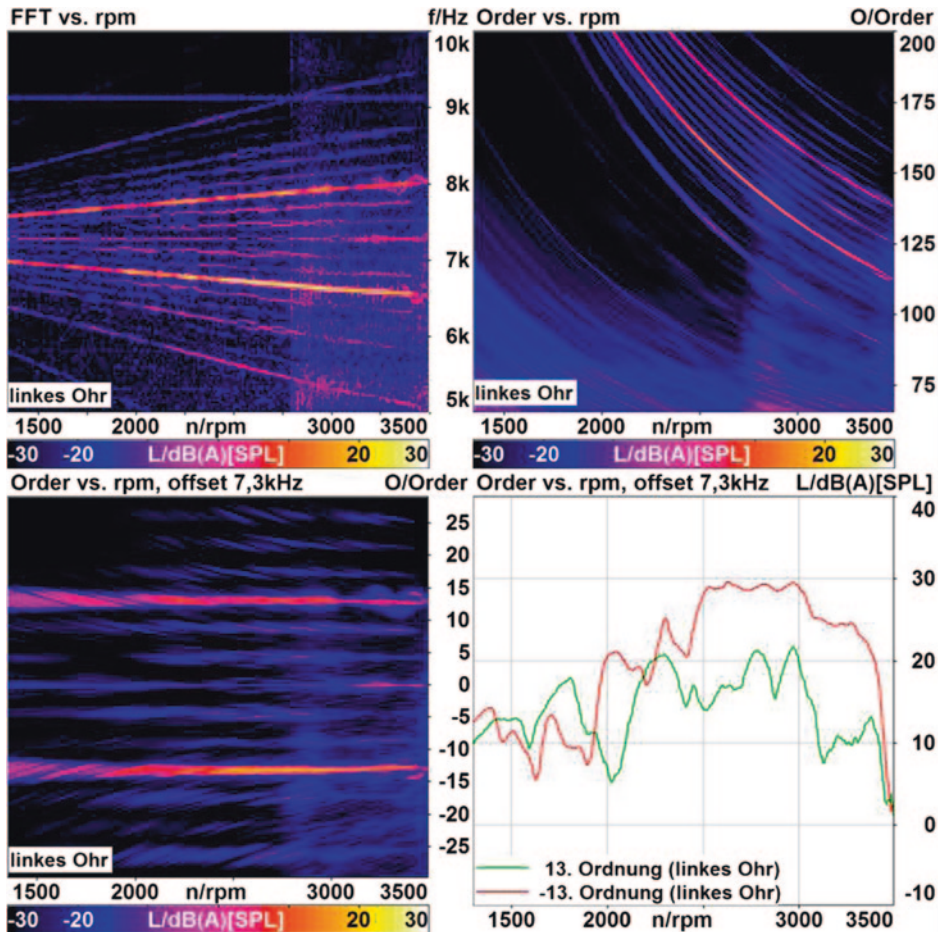 FFT vs. rpm f/Hz
10k
9k
8k
7k
6k
5k
linkes Ohr
1500 2000 n/rpm 3000 3500
-30 -20 L/dB(A)[SPL] 20 30
Order vs. rpm O/Order
200
175
150
125
100
75
linkes Ohr
1500 2000 n/rpm 3000 3500
-30 -20 L/dB(A)[SPL] 20 30
Order vs. rpm, offset 7,3kHz O/Order
25
20
15
10
5
0
-5
-10
-15
-20
-25
linkes Ohr
1500 2000 n/rpm 3000 3500
-30 -20 L/dB(A)[SPL] 20 30
Order vs. rpm, offset 7,3kHz L/dB(A)[SPL]
40
30
20
10
0
-10
13. Ordnung (linkes Ohr)
-13. Ordnung (linkes Ohr)
1500 2000 n/rpm 3000 3500